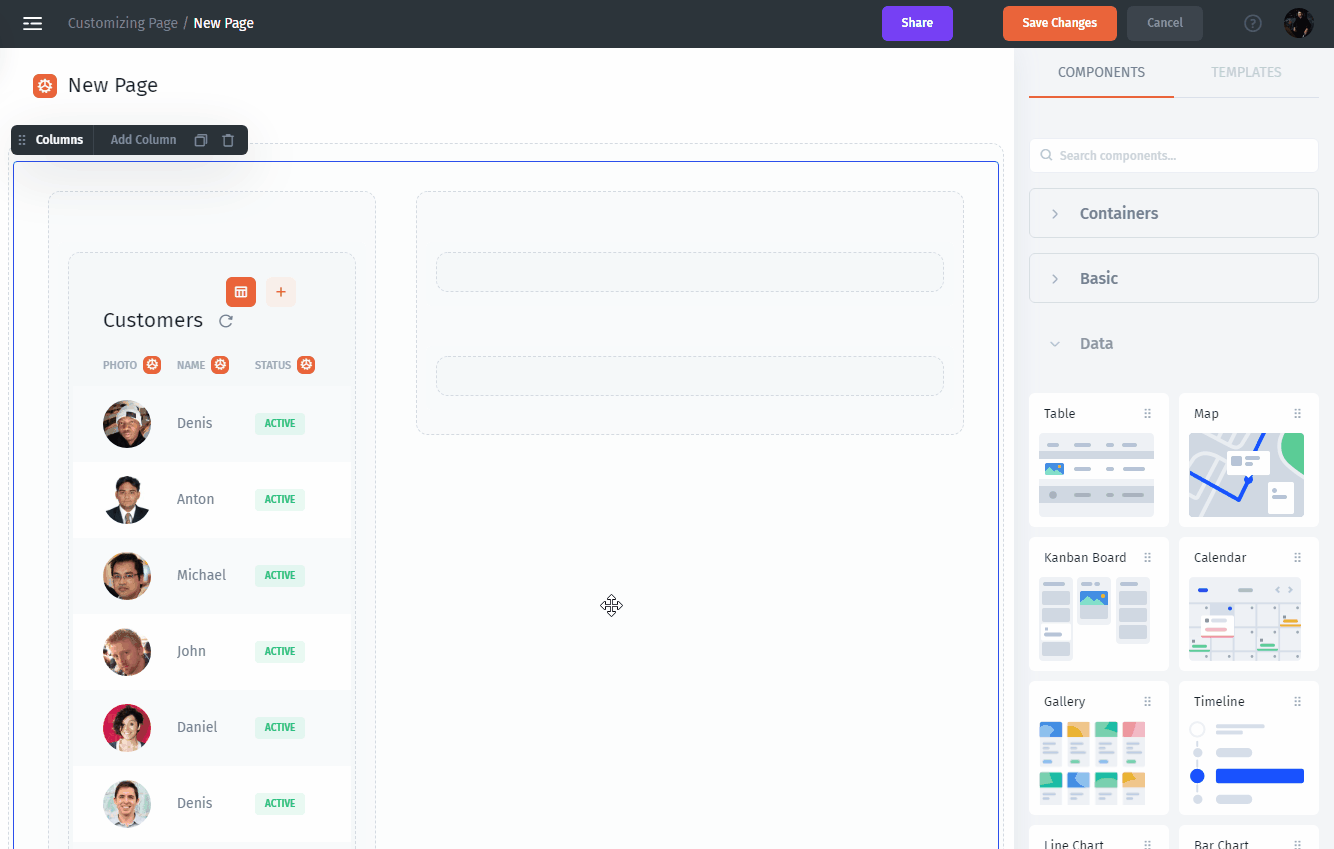 Customizing Page / New Page
Share
Save Changes
Cancel
?
New Page
Columns
Add Column
+
Customers
PHOTO
NAME
STATUS
Denis
ACTIVE
Anton
ACTIVE
Michael
ACTIVE
John
ACTIVE
Daniel
ACTIVE
Denis
ACTIVE
COMPONENTS
TEMPLATES
Search components...
Containers
Basic
Data
Table
Map
Kanban Board
Calendar
Gallery
Timeline
Line Chart
Bar Chart